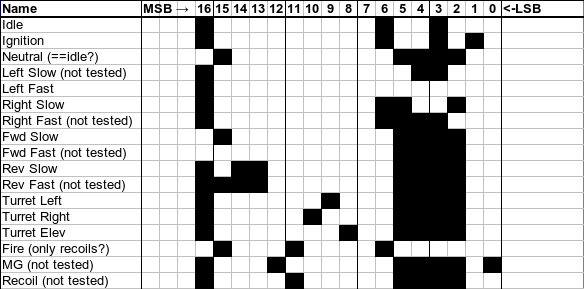 Name MSB → 16 15 14 13 12 11 10 9 8 7 6 5 4 3 2 1 0 <-LSB
Idle
Ignition
Neutral (==idle?)
Left Slow (not tested)
Left Fast
Right Slow
Right Fast (not tested)
Fwd Slow
Fwd Fast (not tested)
Rev Slow
Rev Fast (not tested)
Turret Left
Turret Right
Turret Elev
Fire (only recoils?)
MG (not tested)
Recoil (not tested)